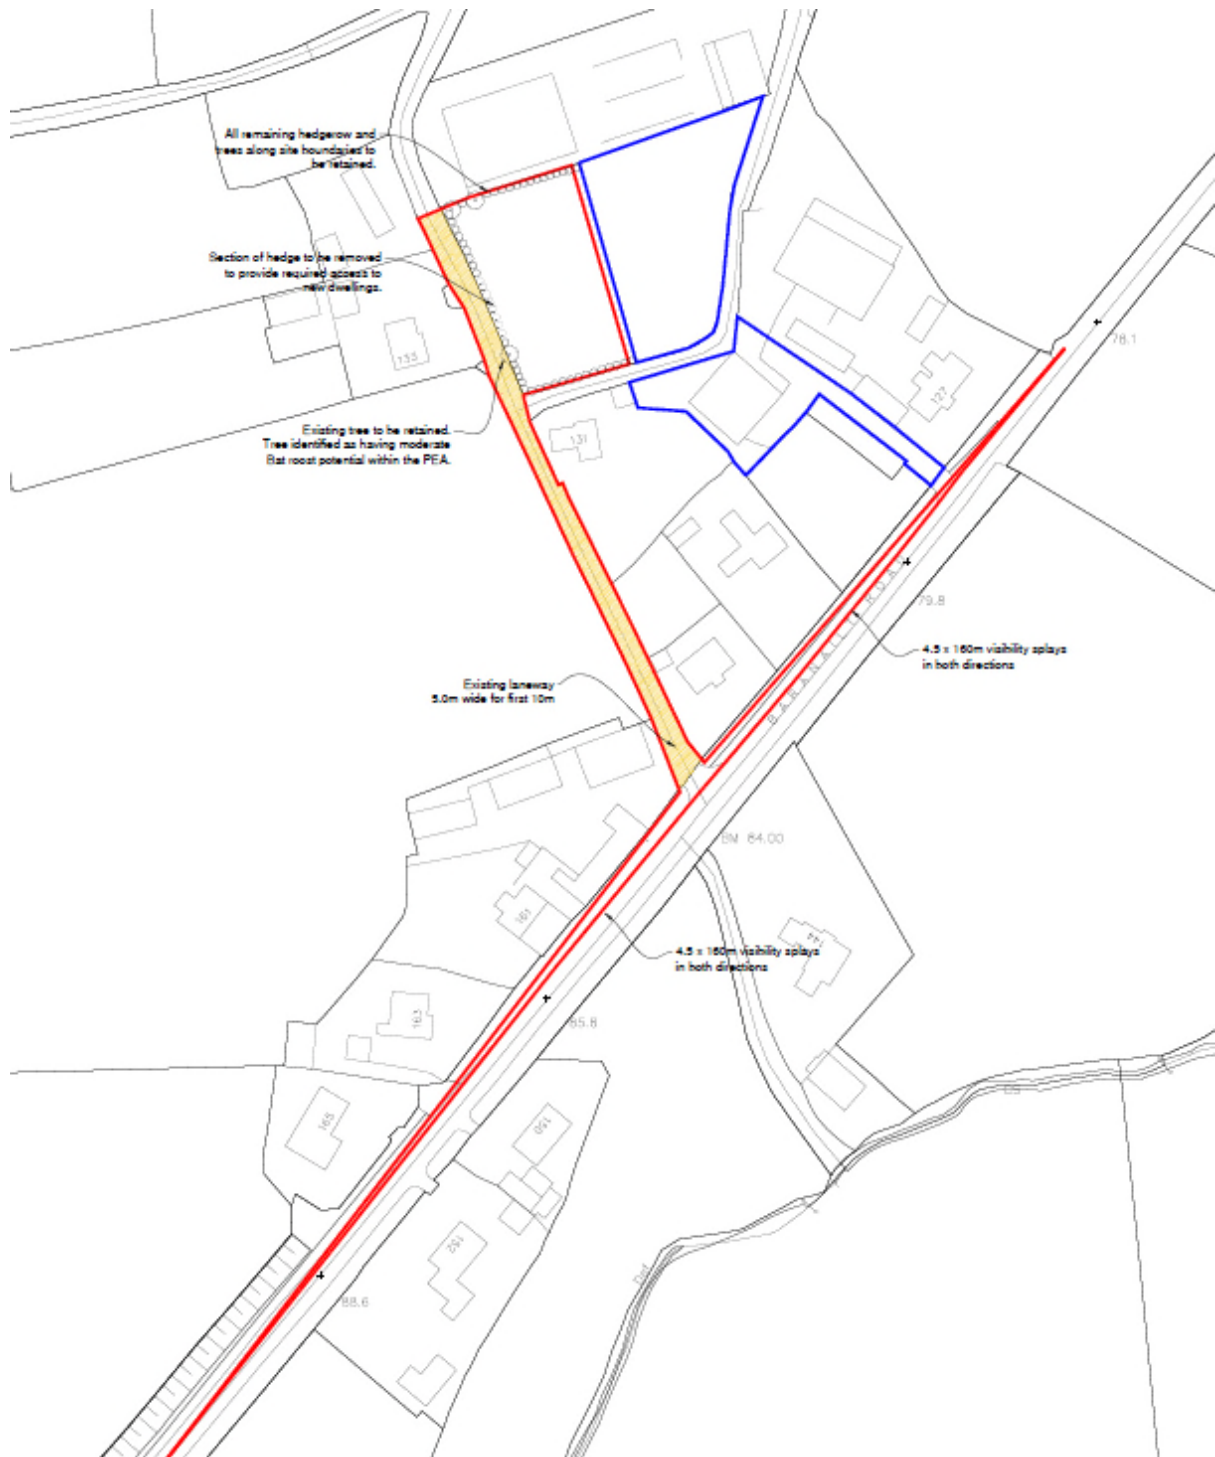 All remaining hedgerow and
trees along site boundaries to
be retained.
Section of hedge to be removed
to provide required access to
new dwellings.
133
Existing tree to be retained.
Tree identified as having moderate
Bat roost potential within the PEA.
131
127
78.1
79.8
4.5 x 160m visibility splays
in both directions
Existing laneway
5.0m wide for first 10m
BM 84.00
161
144
4.5 x 160m visibility splays
in both directions
163
85.8
165
150
152
88.6